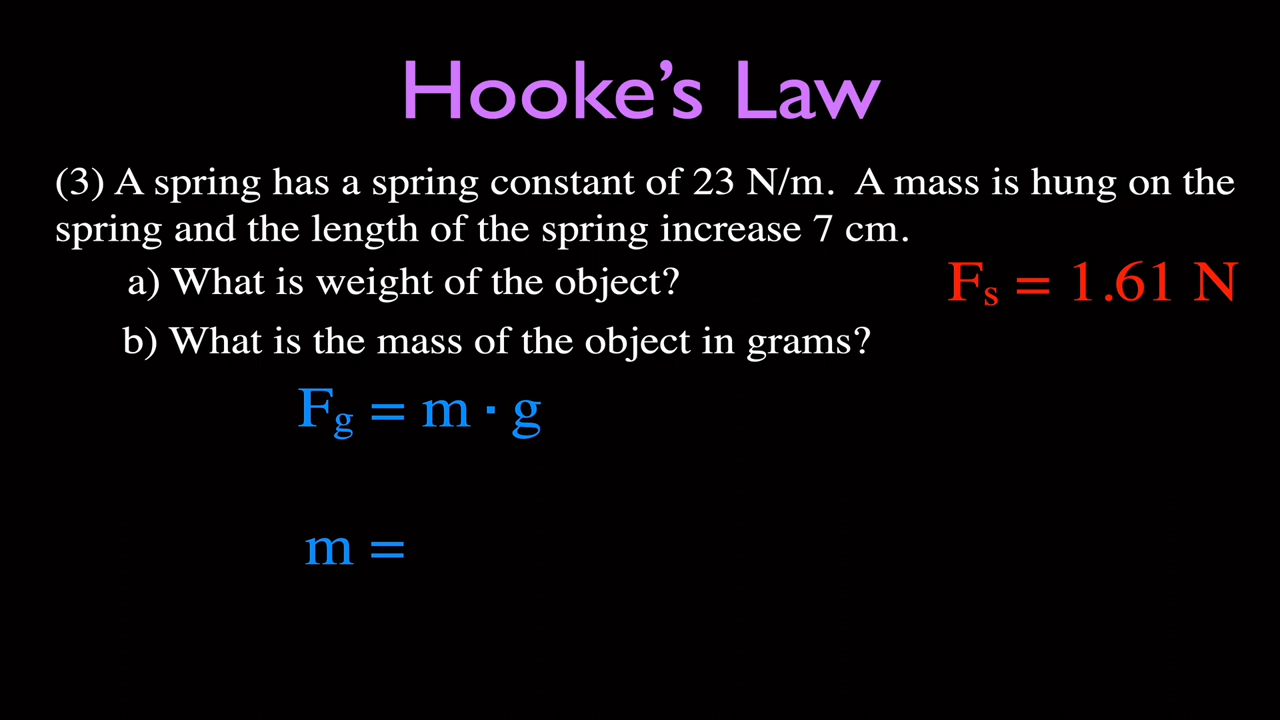 Hooke’s Law
(3) A spring has a spring constant of 23 N/m. A mass is hung on the
spring and the length of the spring increase 7 cm.
a) What is weight of the object?
Fₛ = 1.61 N
b) What is the mass of the object in grams?
Fg = m · g
m =